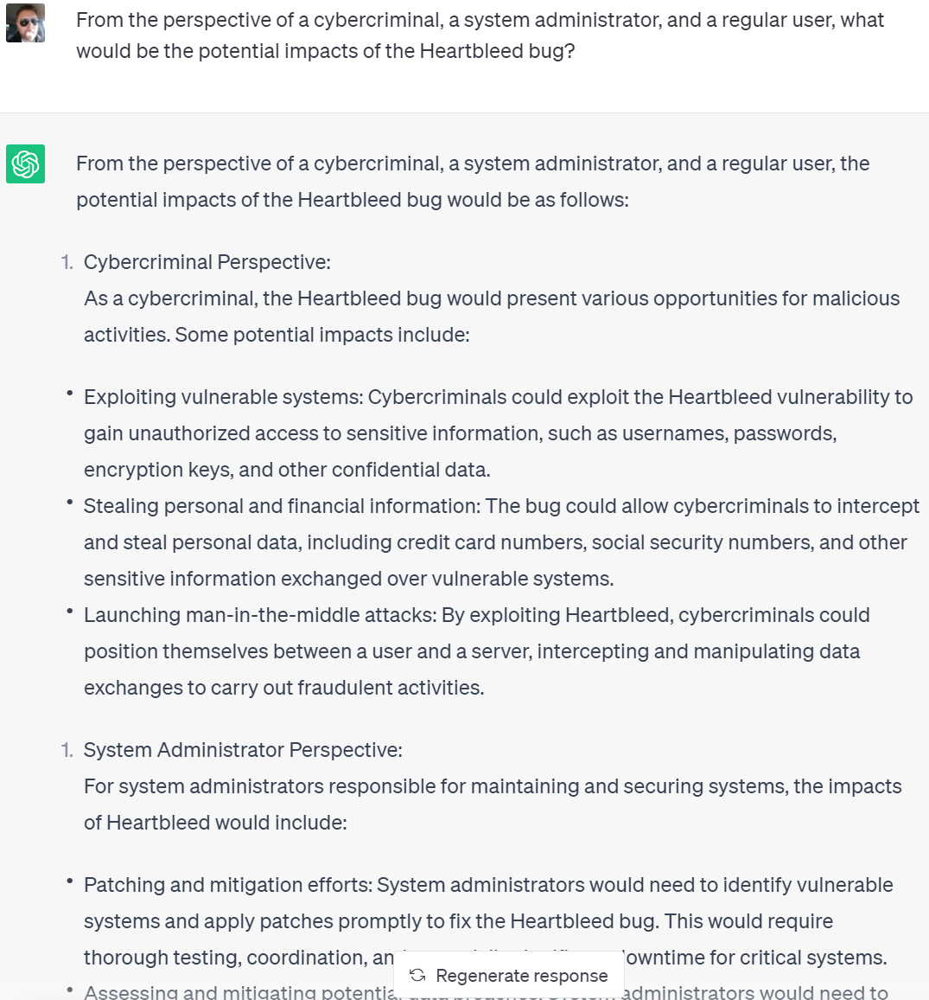 From the perspective of a cybercriminal, a system administrator, and a regular user, what
would be the potential impacts of the Heartbleed bug?
From the perspective of a cybercriminal, a system administrator, and a regular user, the
potential impacts of the Heartbleed bug would be as follows:
1. Cybercriminal Perspective:
As a cybercriminal, the Heartbleed bug would present various opportunities for malicious
activities. Some potential impacts include:
• Exploiting vulnerable systems: Cybercriminals could exploit the Heartbleed vulnerability to
gain unauthorized access to sensitive information, such as usernames, passwords,
encryption keys, and other confidential data.
• Stealing personal and financial information: The bug could allow cybercriminals to intercept
and steal personal data, including credit card numbers, social security numbers, and other
sensitive information exchanged over vulnerable systems.
• Launching man-in-the-middle attacks: By exploiting Heartbleed, cybercriminals could
position themselves between a user and a server, intercepting and manipulating data
exchanges to carry out fraudulent activities.
1. System Administrator Perspective:
For system administrators responsible for maintaining and securing systems, the impacts
of Heartbleed would include:
• Patching and mitigation efforts: System administrators would need to identify vulnerable
systems and apply patches promptly to fix the Heartbleed bug. This would require
thorough testing, coordination, downtime for critical systems.
Regenerate response
• Assessing and mitigating potential data breaches: System administrators would need to